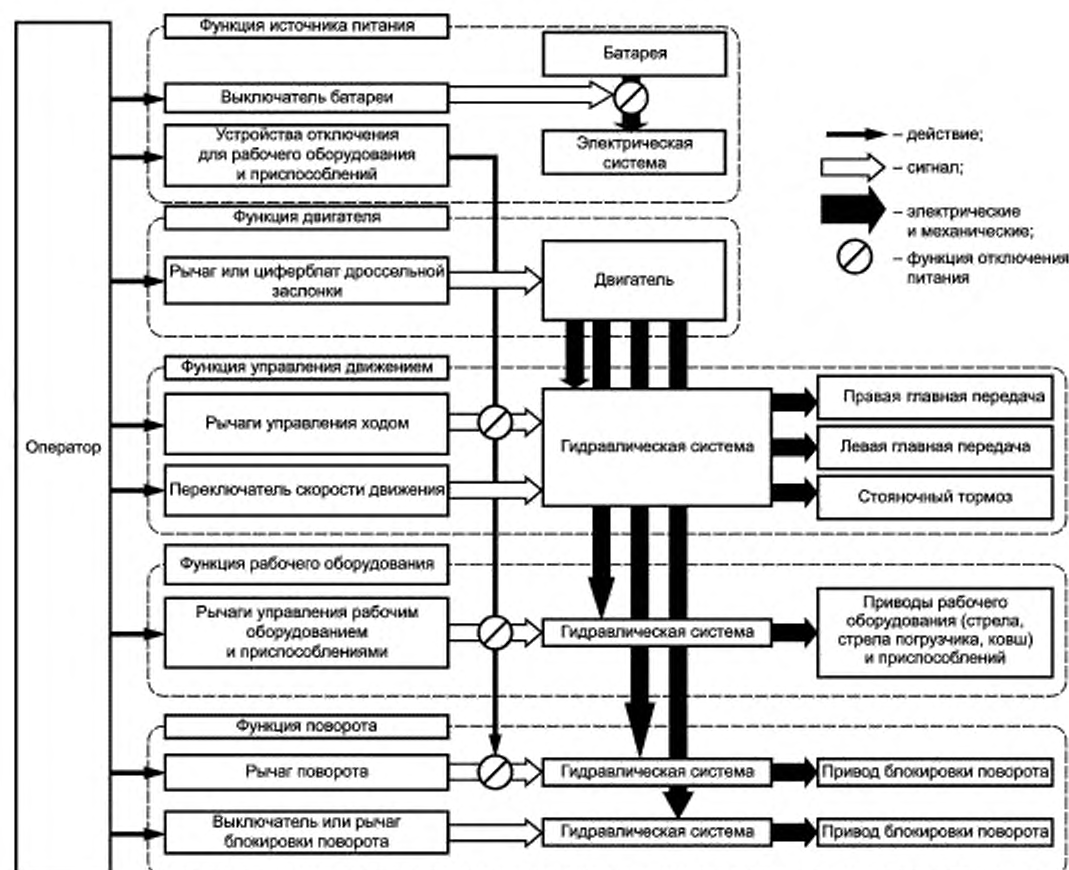 Функция источника питания
Батарея
Выключатель батареи
Устройства отключения
для рабочего оборудования
и приспособлений
Электрическая
система
– действие;
– сигнал;
– электрические
и механические;
– функция отключения
питания
Функция двигателя
Рычаг или циферблат дроссельной
заслонки
Двигатель
Функция управления движением
Рычаги управления ходом
Гидравлическая система
Правая главная передача
Левая главная передача
Оператор
Переключатель скорости движения
Стояночный тормоз
Функция рабочего оборудования
Рычаги управления рабочим
оборудованием
и приспособлениями
Гидравлическая система
Приводы рабочего
оборудования (стрела,
стрела погрузчика, ковш)
и приспособлений
Функция поворота
Рычаг поворота
Гидравлическая система
Привод блокировки поворота
Выключатель или рычаг
блокировки поворота
Гидравлическая система
Привод блокировки поворота